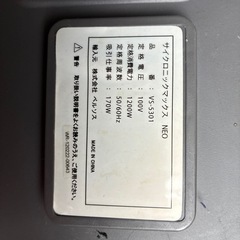 サイクロニックマックス NEO
品番：VS-5301
定格電圧：100V
定格消費電力：1200W
定格周波数：50/60Hz
吸引仕事率：170W
輸入元 株式会社 ベルソス
MADE IN CHINA
⚠警告
取り扱い説明書をよくお読みのうえ、ご使用ください。